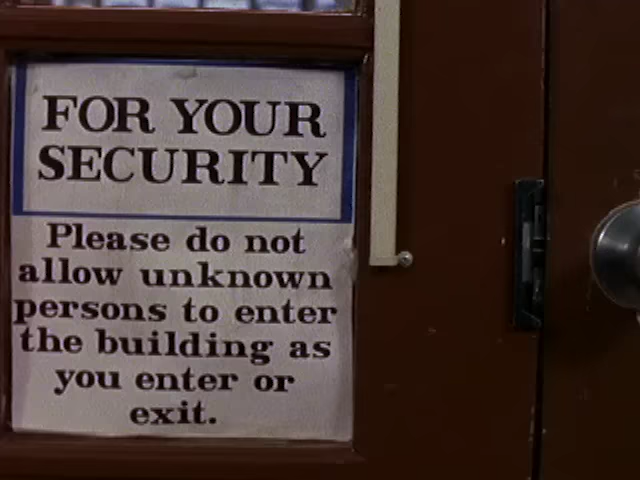 FOR YOUR
SECURITY
Please do not
allow unknown
persons to enter
the building as
you enter or
exit.